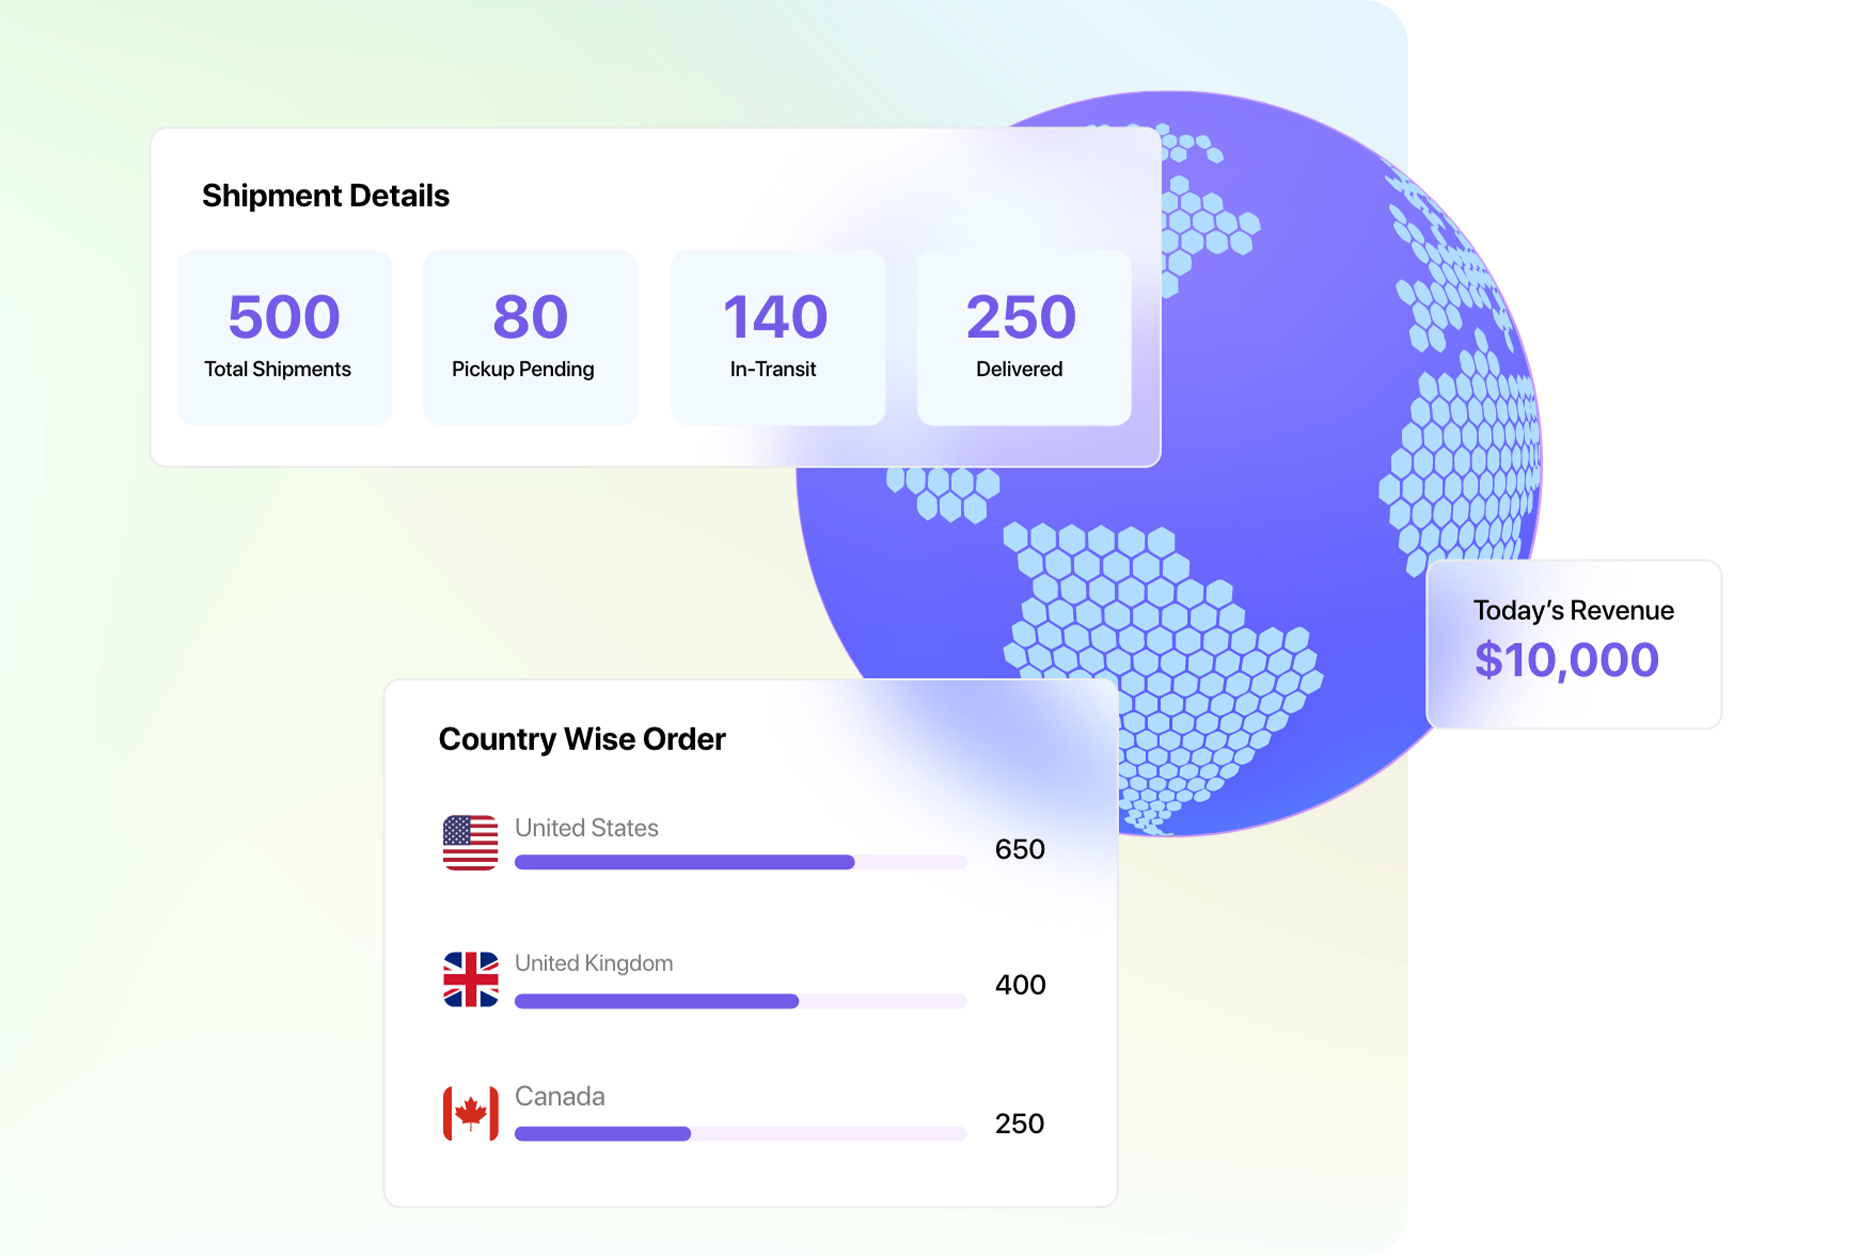 Shipment Details
500
Total Shipments
80
Pickup Pending
140
In-Transit
250
Delivered
Today’s Revenue
$10,000
Country Wise Order
United States
650
United Kingdom
400
Canada
250